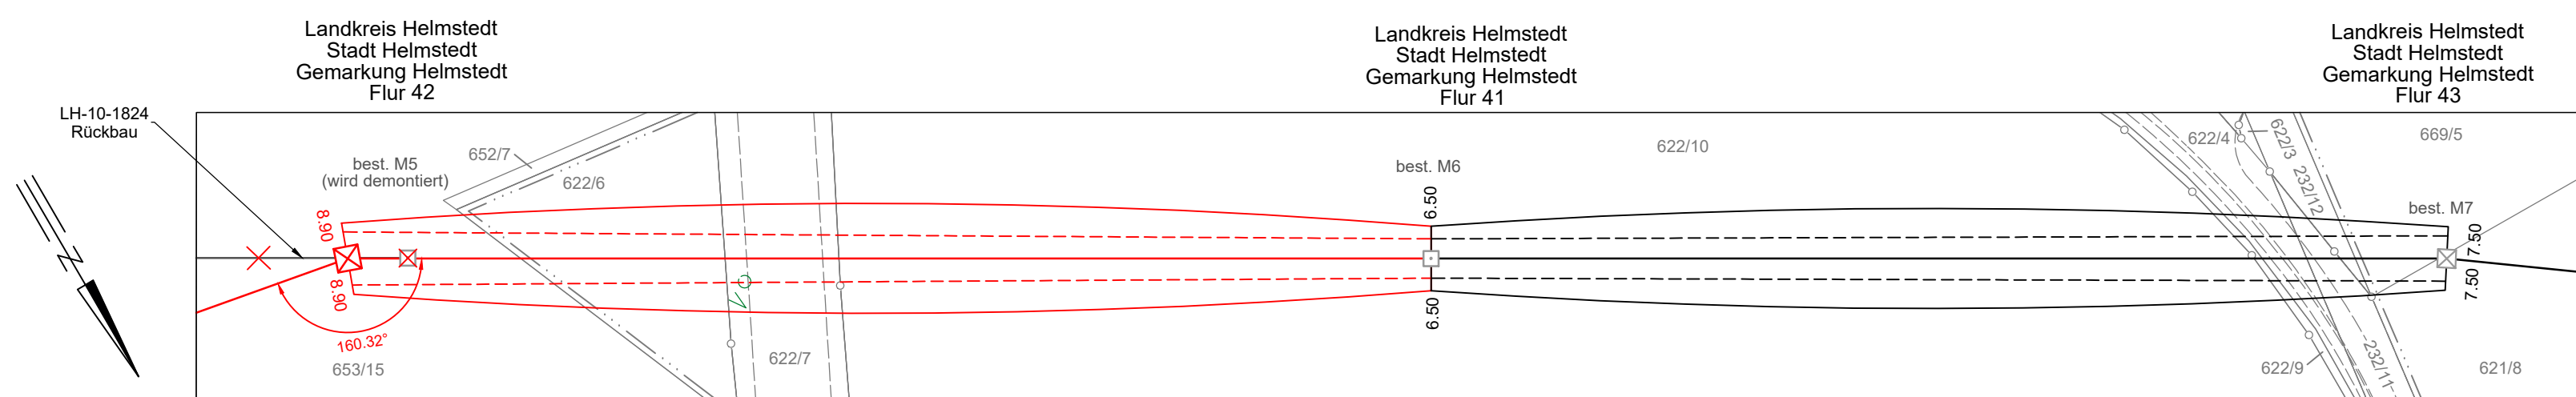 Landkreis Helmstedt
Stadt Helmstedt
Gemarkung Helmstedt
Flur 42
Landkreis Helmstedt
Stadt Helmstedt
Gemarkung Helmstedt
Flur 41
Landkreis Helmstedt
Stadt Helmstedt
Gemarkung Helmstedt
Flur 43
LH-10-1824
Rückbau
best. M5
(wird demontiert)
652/7
622/6
best. M6
622/10
622/4
622/3
232/12
669/5
best. M7
8.90
8.90
6.50
6.50
7.50
7.50
160.32°
653/15
622/7
622/9
232/11
621/8
N